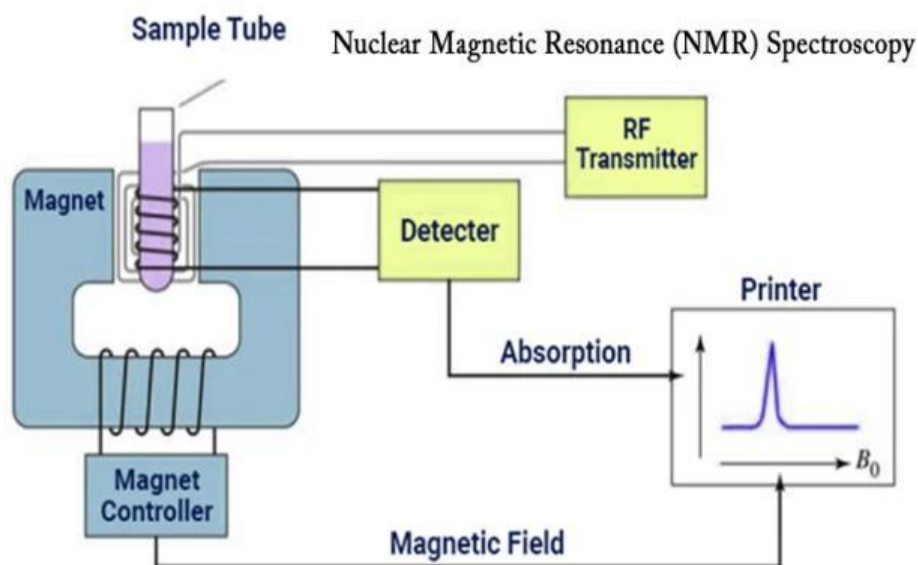 Sample Tube
Nuclear Magnetic Resonance (NMR) Spectroscopy
RF
Transmitter
Magnet
Detecter
Printer
Absorption
B₀
Magnet
Controller
Magnetic Field